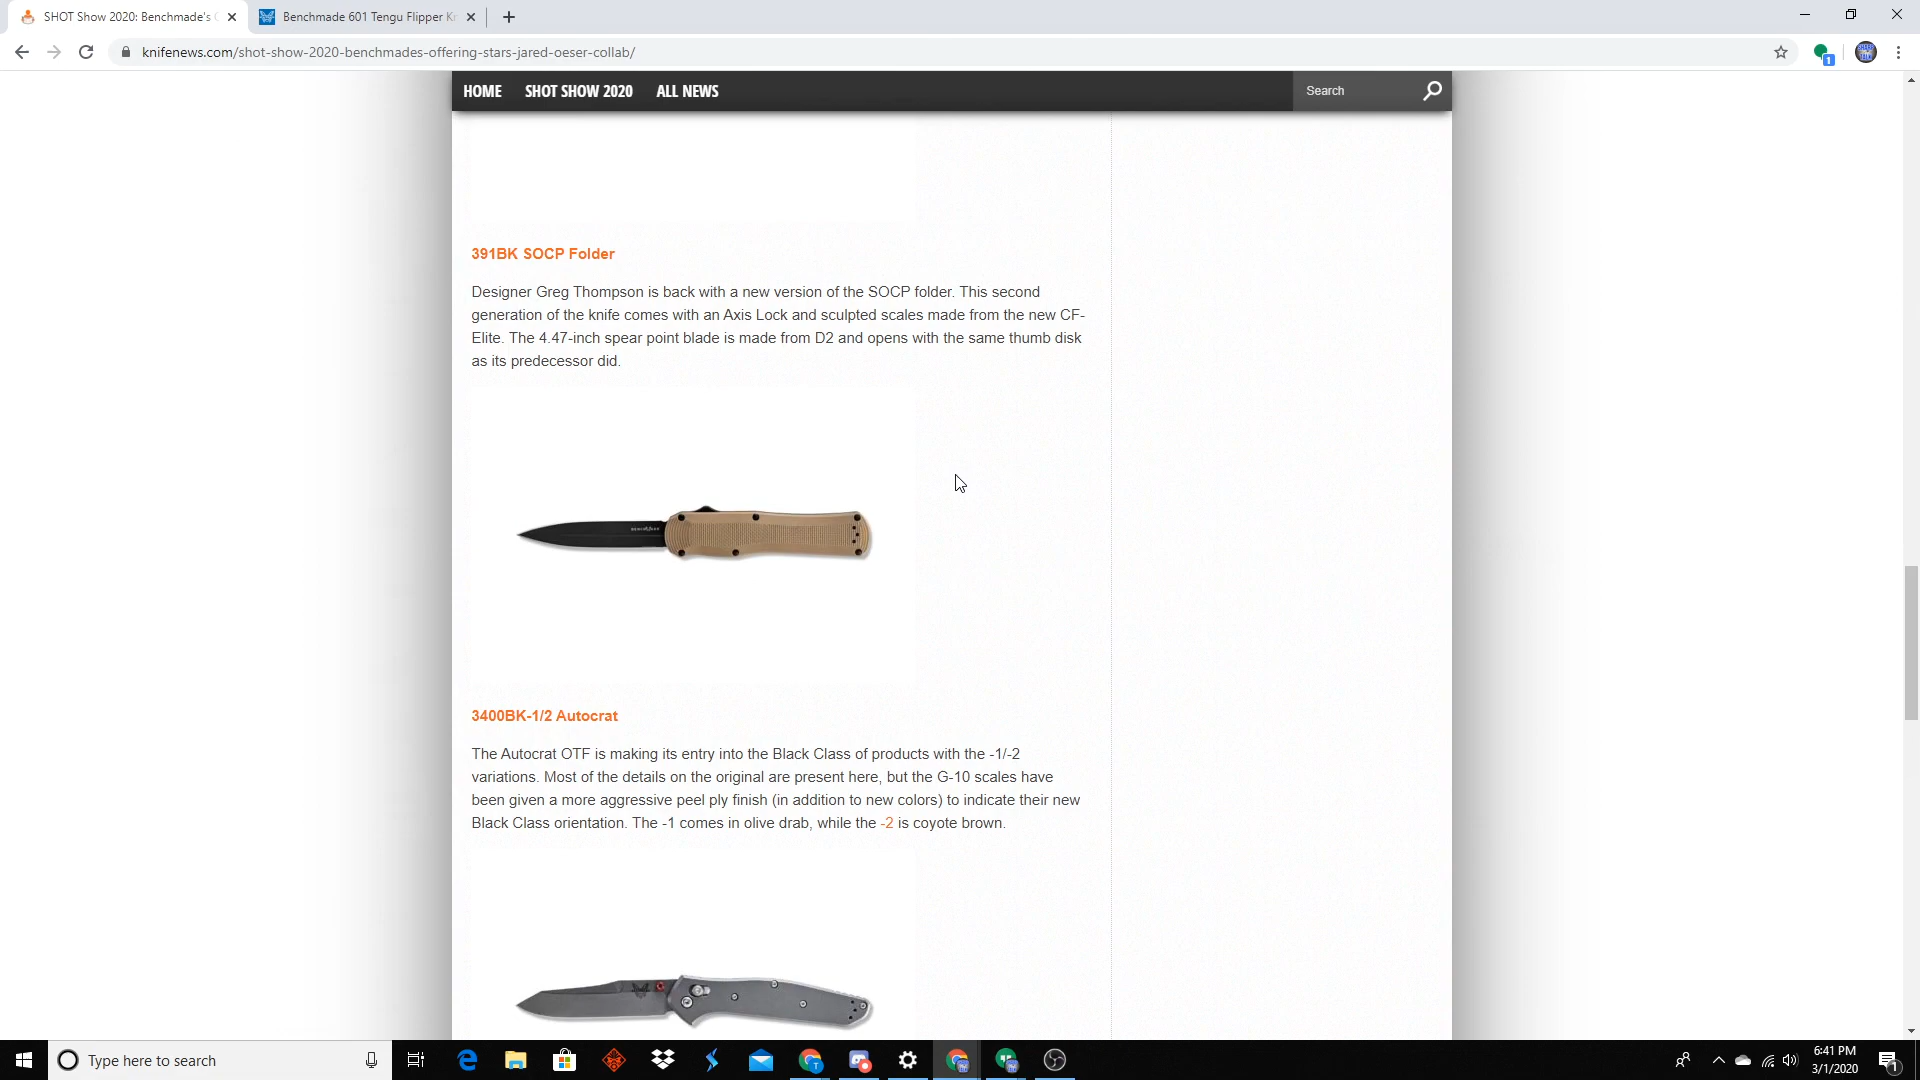 SHOT Show 2020: Benchmade's
Benchmade 601 Tengu Flipper Kn
knifenews.com/shot-show-2020-benchmades-offering-stars-jared-oeser-collab/
HOME SHOT SHOW 2020 ALL NEWS
Search
391BK SOCP Folder
Designer Greg Thompson is back with a new version of the SOCP folder. This second
generation of the knife comes with an Axis Lock and sculpted scales made from the new CF-
Elite. The 4.47-inch spear point blade is made from D2 and opens with the same thumb disk
as its predecessor did.
3400BK-1/2 Autocrat
The Autocrat OTF is making its entry into the Black Class of products with the -1/-2
variations. Most of the details on the original are present here, but the G-10 scales have
been given a more aggressive peel ply finish (in addition to new colors) to indicate their new
Black Class orientation. The -1 comes in olive drab, while the -2 is coyote brown.
Type here to search
6:41 PM
3/1/2020